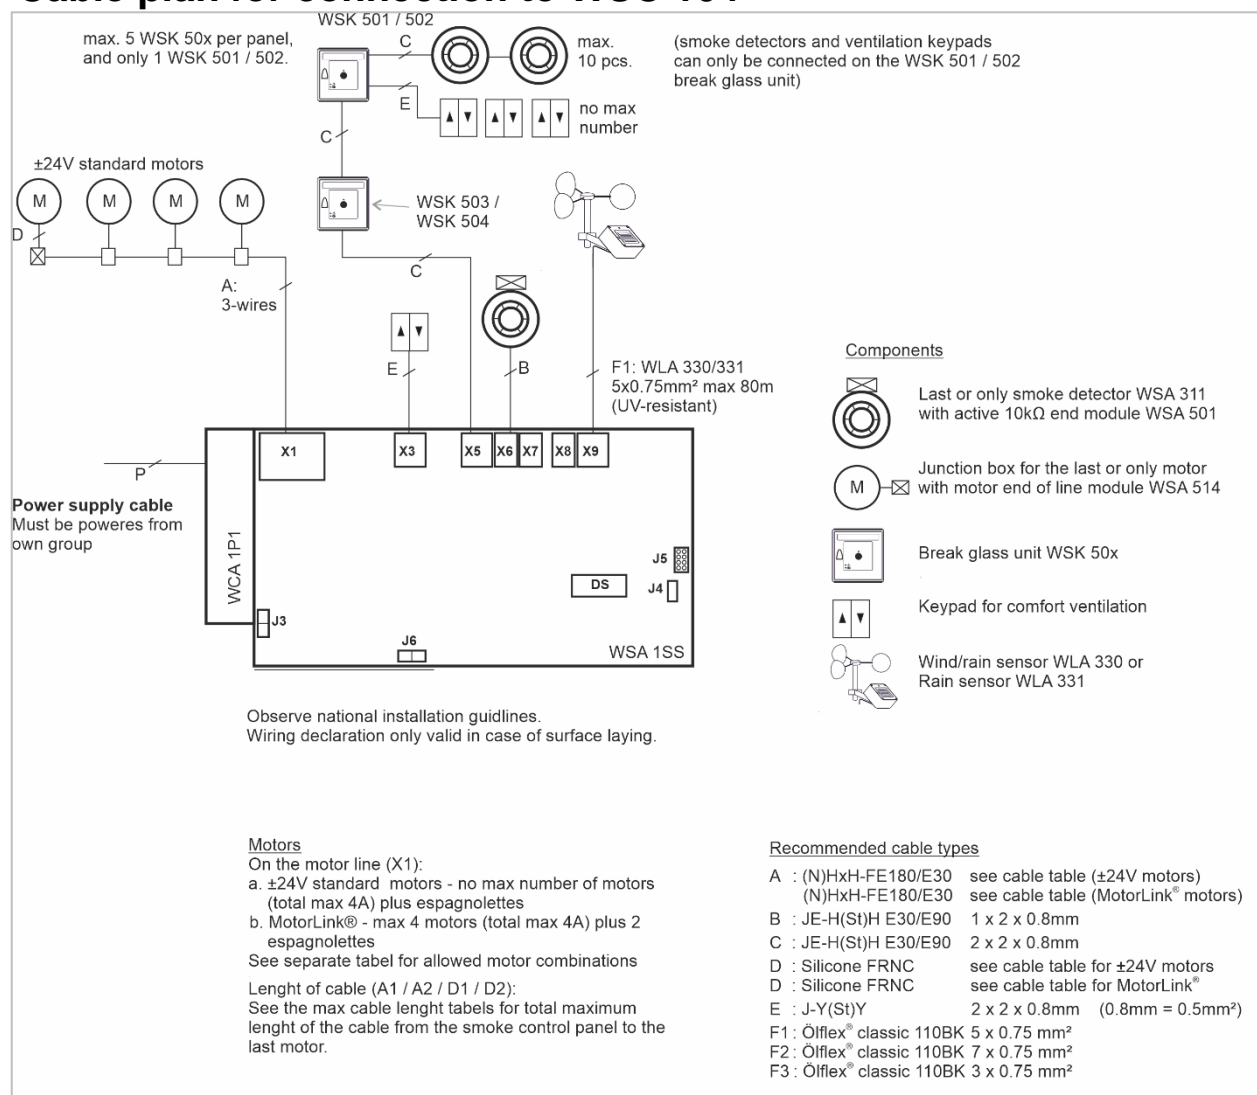 WSK 501 / 502
max. 5 WSK 50x per panel,
and only 1 WSK 501 / 502.
C
max.
10 pcs.
(smoke detectors and ventilation keypads
can only be connected on the WSK 501 / 502
break glass unit)
E
no max
number
C
±24V standard motors
M
M
M
M
WSK 503 /
WSK 504
D
C
A:
3-wires
E
B
F1: WLA 330/331
5x0.75mm² max 80m
(UV-resistant)
Components
Last or only smoke detector WSA 311
with active 10kΩ end module WSA 501
X1
X3
X5
X6
X7
X8
X9
P
M
Junction box for the last or only motor
with motor end of line module WSA 514
Power supply cable
Must be poweres from
own group
WCA 1P1
Break glass unit WSK 50x
J5
DS
J4
J3
Keypad for comfort ventilation
J6
WSA 1SS
Wind/rain sensor WLA 330 or
Rain sensor WLA 331
Observe national installation guidlines.
Wiring declaration only valid in case of surface laying.
Motors
On the motor line (X1):
a. ±24V standard motors - no max number of motors
(total max 4A) plus espagnolettes
b. MotorLink® - max 4 motors (total max 4A) plus 2
espagnolettes
See separate tabel for allowed motor combinations
Lenght of cable (A1 / A2 / D1 / D2):
See the max cable lenght tabels for total maximum
lenght of the cable from the smoke control panel to the
last motor.
Recommended cable types
A : (N)HxH-FE180/E30 see cable table (±24V motors)
(N)HxH-FE180/E30 see cable table (MotorLink® motors)
B : JE-H(St)H E30/E90 1 x 2 x 0.8mm
C : JE-H(St)H E30/E90 2 x 2 x 0.8mm
D : Silicone FRNC see cable table for ±24V motors
D : Silicone FRNC see cable table for MotorLink®
E : J-Y(St)Y 2 x 2 x 0.8mm (0.8mm = 0.5mm²)
F1: Ölflex® classic 110BK 5 x 0.75 mm²
F2: Ölflex® classic 110BK 7 x 0.75 mm²
F3: Ölflex® classic 110BK 3 x 0.75 mm²